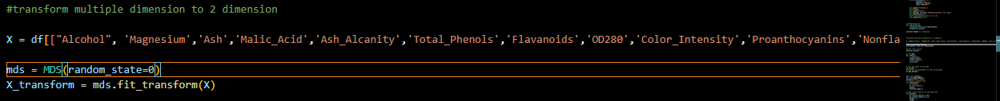 #transform multiple dimension to 2 dimension
X = df[["Alcohol", 'Magnesium','Ash','Malic_Acid','Ash_Alcanity','Total_Phenols','Flavanoids','OD280','Color_Intensity','Proanthocyanins','Nonfla
mds = MDS(random_state=0)
X_transform = mds.fit_transform(X)